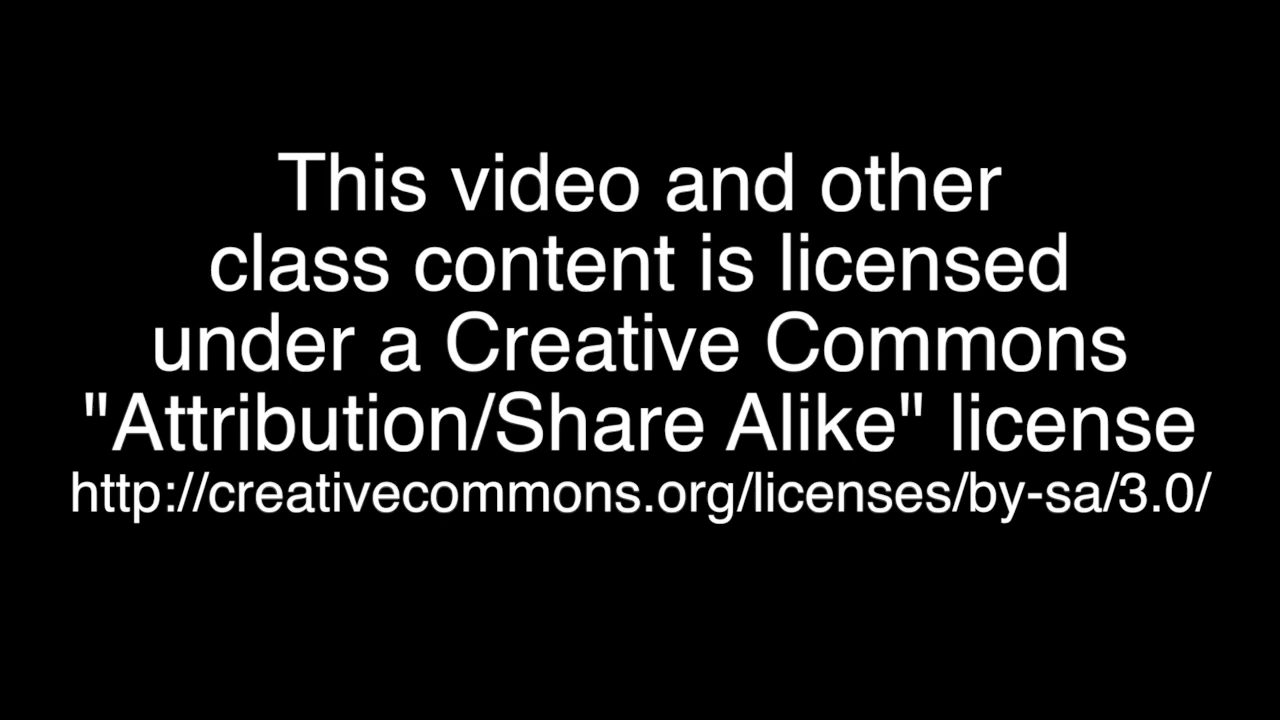 This video and other
class content is licensed
under a Creative Commons
"Attribution/Share Alike" license
http://creativecommons.org/licenses/by-sa/3.0/